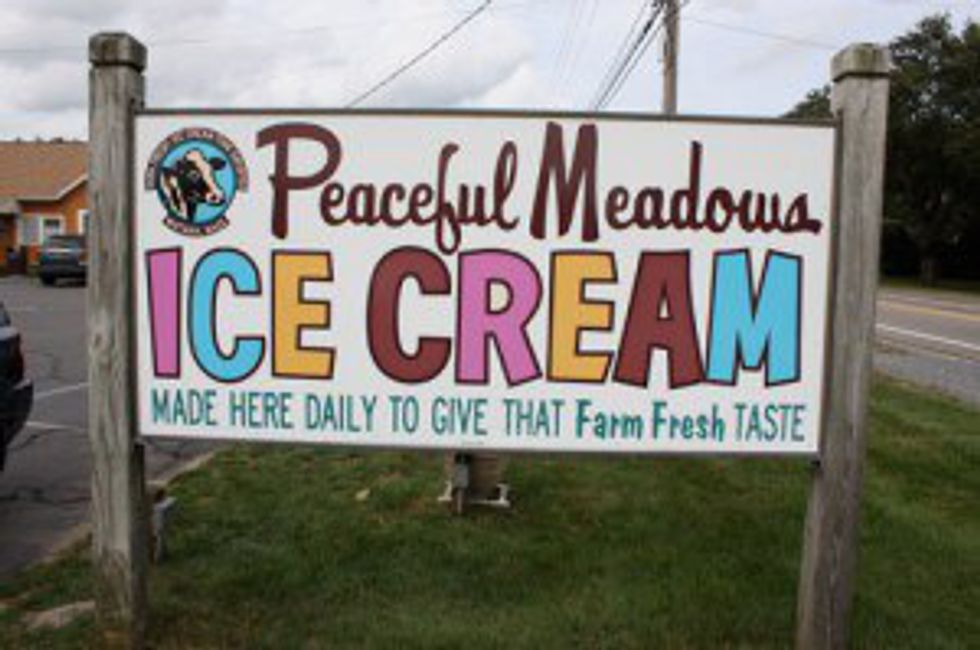 Peaceful Meadows
ICE CREAM
MADE HERE DAILY TO GIVE THAT Farm Fresh TASTE